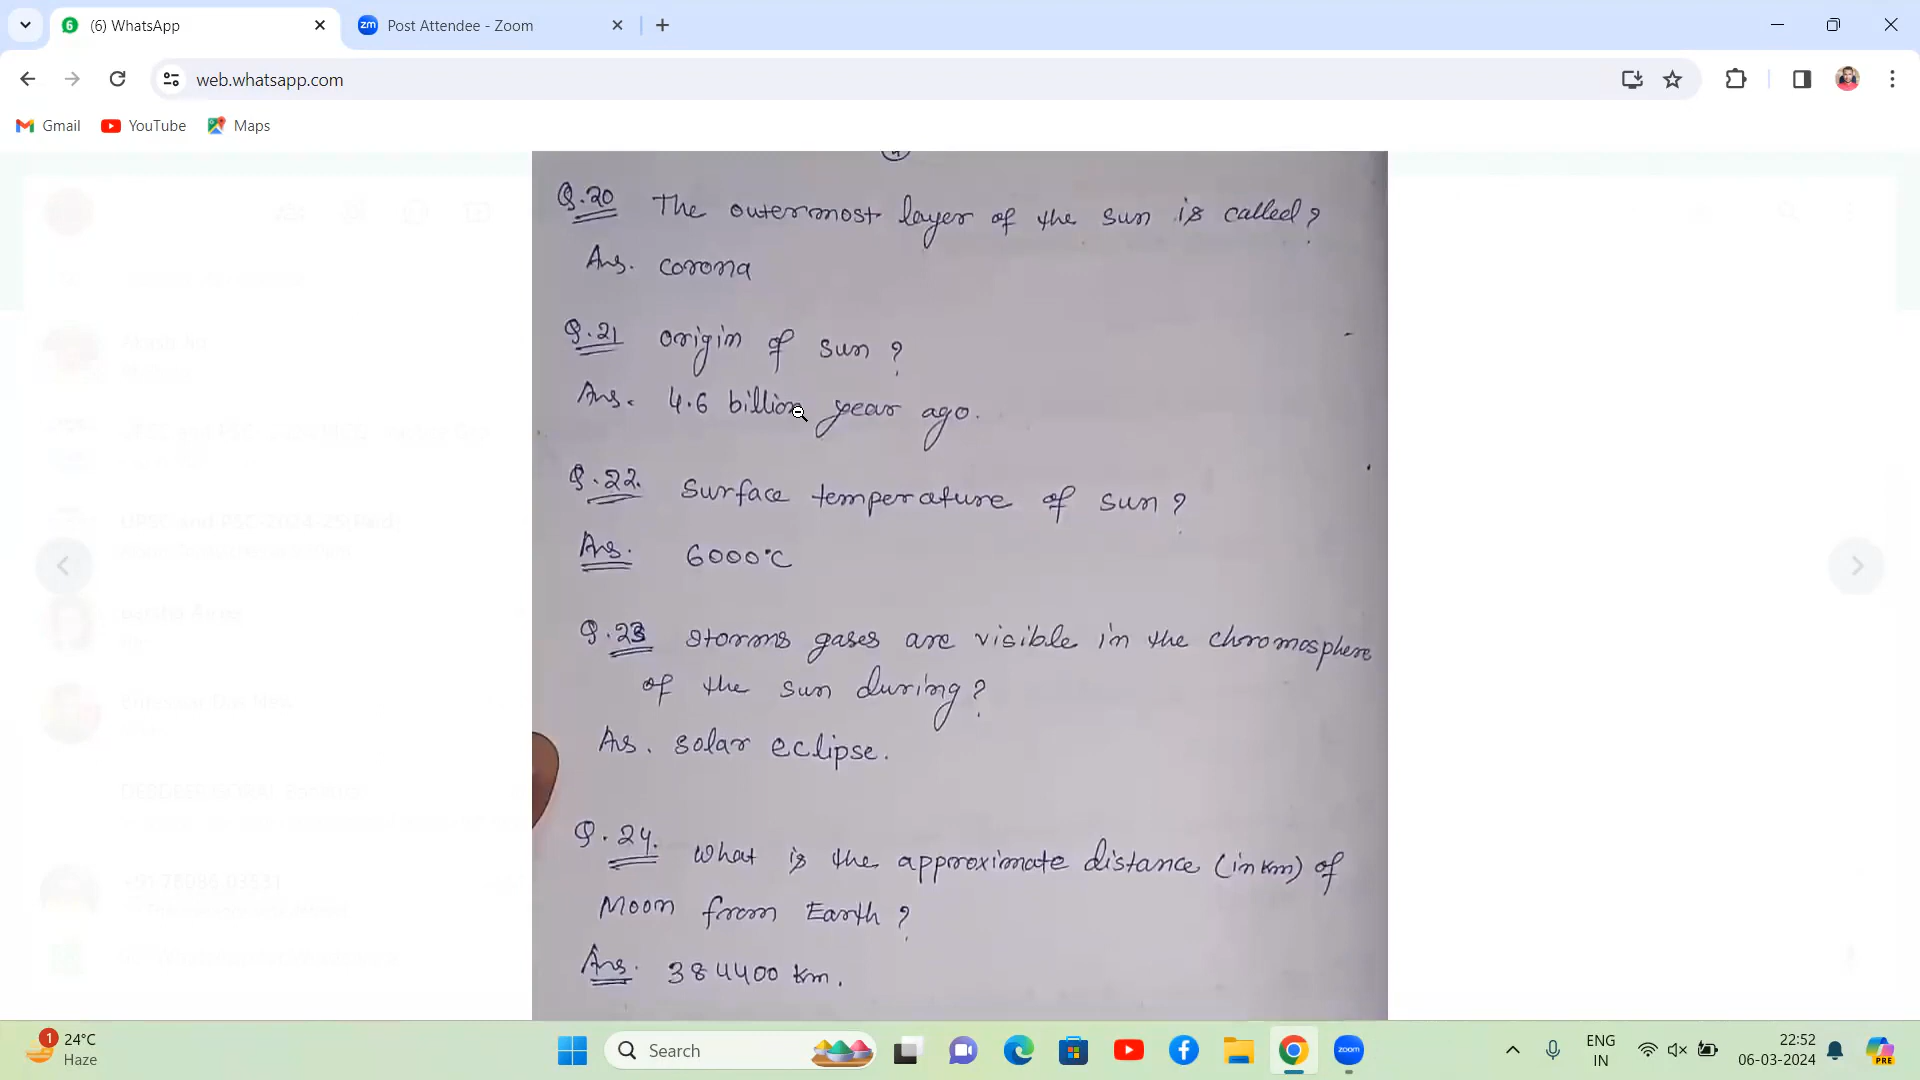 (6) WhatsApp
Post Attendee - Zoom
web.whatsapp.com
Gmail
YouTube
Maps
Q.20 The outermost layer of the sun is called?
Ans. corona
Q.21 origin of sun?
Ans. 4.6 billion year ago.
Q.22. Surface temperature of sun?
Ans. 6000°C
Q.23 storms gases are visible in the chromosphere
of the sun during?
Ans. solar eclipse.
Q.24. What is the approximate distance (in km) of
Moon from Earth?
Ans. 384400 km.
1
24°C
Haze
Search
zoom
ENG
IN
22:52
06-03-2024
PRE